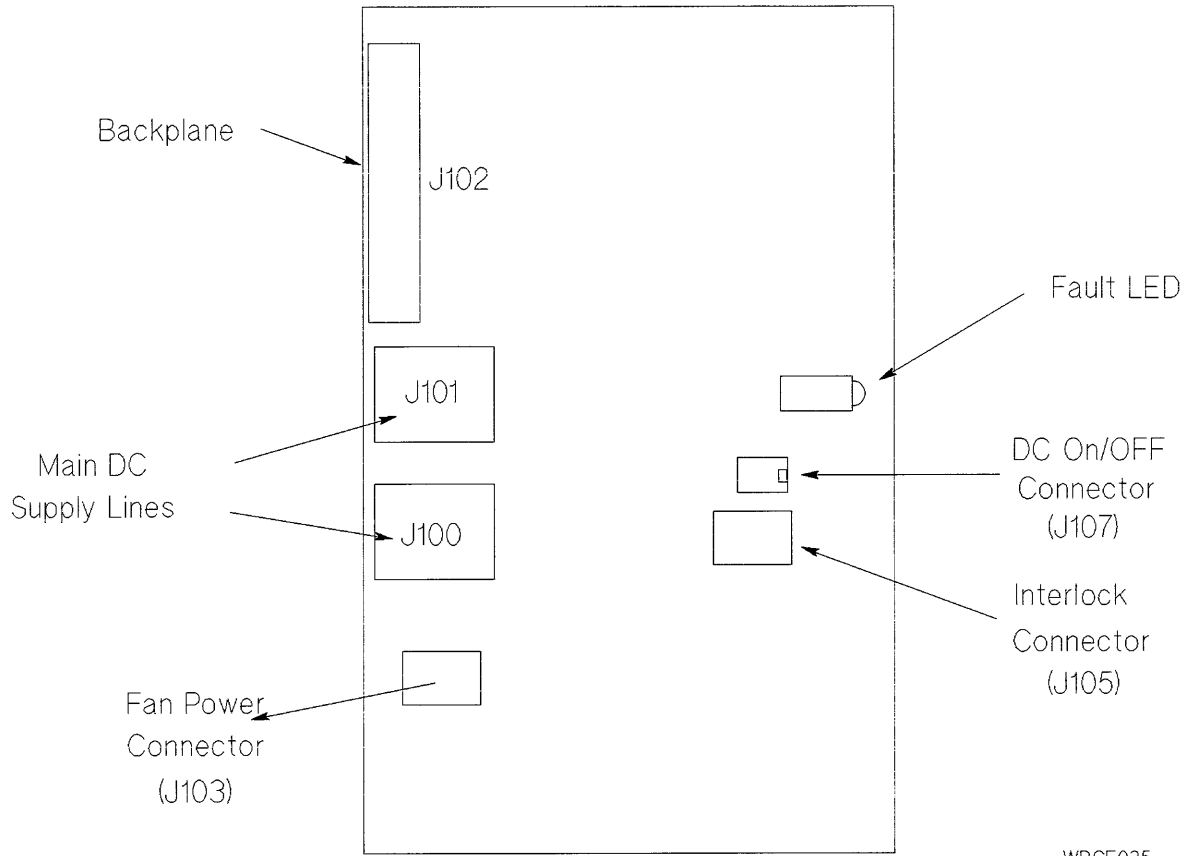 Backplane
J102
Fault LED
J101
Main DC
Supply Lines
DC On/OFF
Connector
(J107)
J100
Interlock
Connector
(J105)
Fan Power
Connector
(J103)